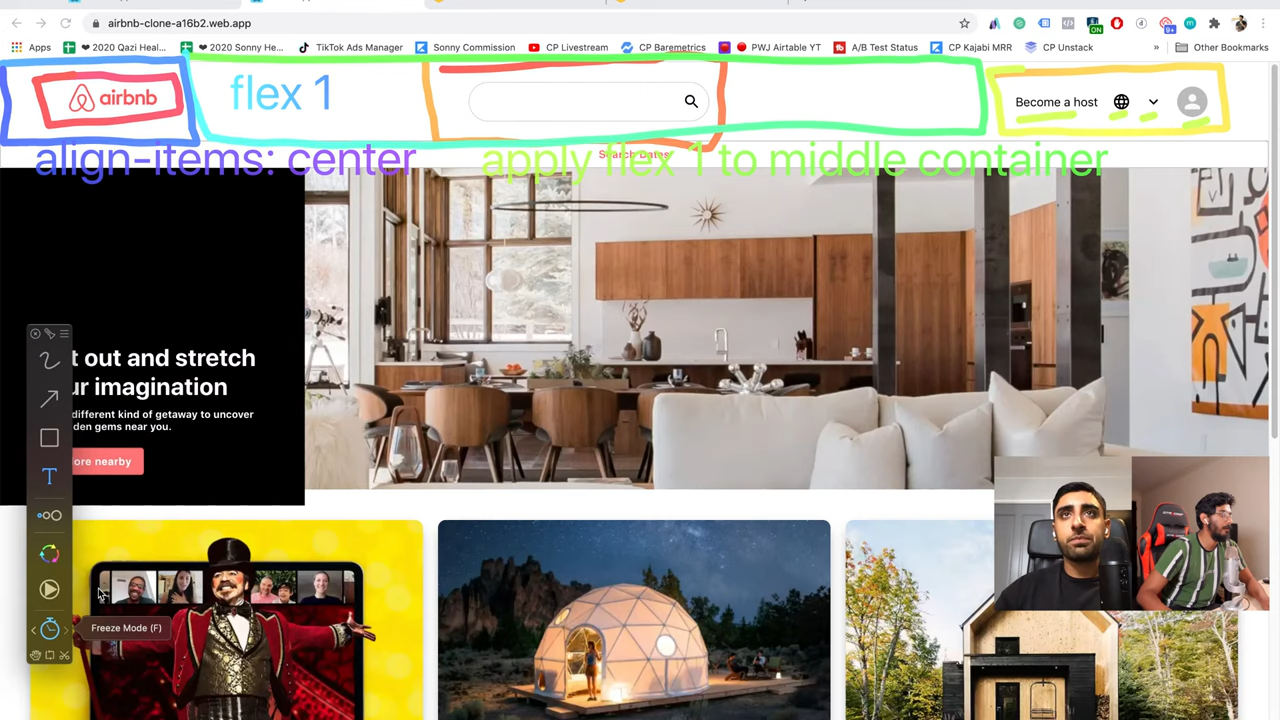 airbnb-clone-a16b2.web.app
Apps
❤ 2020 Qazi Heal...
❤ 2020 Sonny He...
TikTok Ads Manager
Sonny Commission
CP Livestream
CP Baremetrics
PWJ Airtable YT
A/B Test Status
CP Kajabi MRR
CP Unstack
»
Other Bookmarks
ON
9+
airbnb
flex 1
Become a host
align-items: center
apply flex 1 to middle container
Search Dates
t out and stretch
ur imagination
different kind of getaway to uncover
den gems near you.
ore nearby
T
Freeze Mode (F)